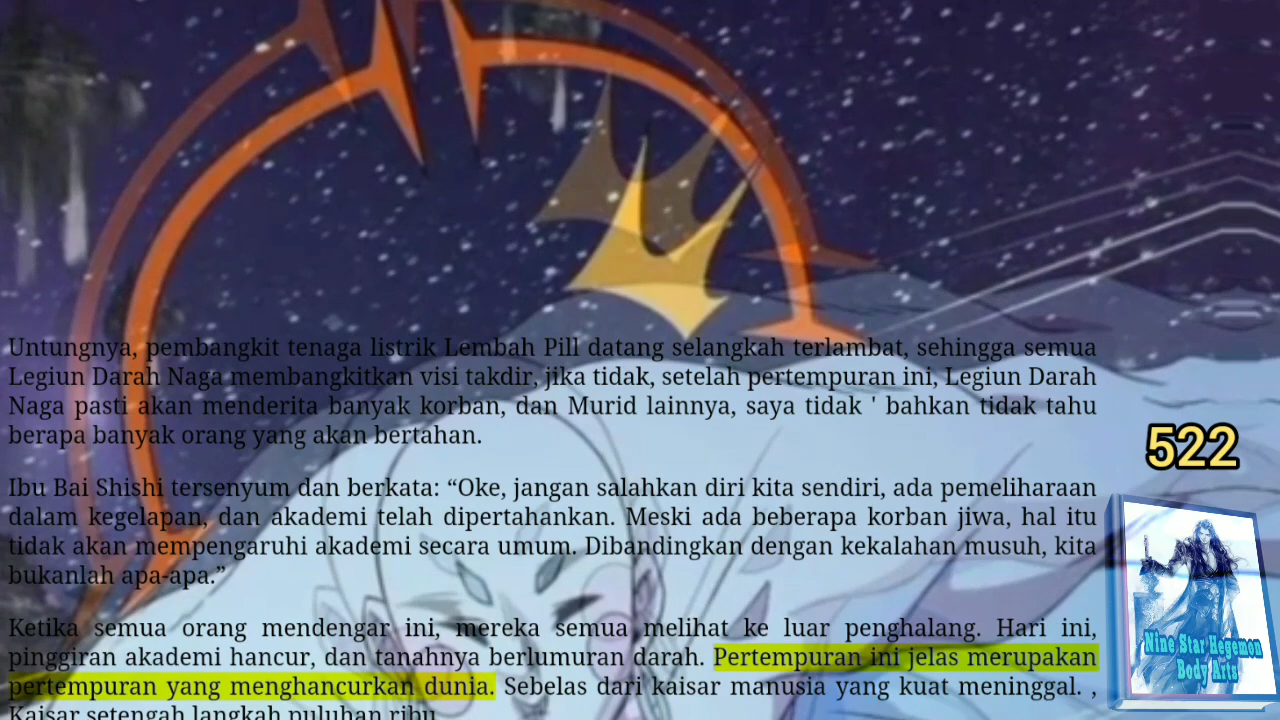 Untungnya, pembangkit tenaga listrik Lembah Pill datang selangkah terlambat, sehingga semua
Legiun Darah Naga membangkitkan visi takdir, jika tidak, setelah pertempuran ini, Legiun Darah
Naga pasti akan menderita banyak korban, dan Murid lainnya, saya tidak ' bahkan tidak tahu
berapa banyak orang yang akan bertahan.
Ibu Bai Shishi tersenyum dan berkata: “Oke, jangan salahkan diri kita sendiri, ada pemeliharaan
dalam kegelapan, dan akademi telah dipertahankan. Meski ada beberapa korban jiwa, hal itu
tidak akan mempengaruhi akademi secara umum. Dibandingkan dengan kekalahan musuh, kita
bukanlah apa-apa.”
Ketika semua orang mendengar ini, mereka semua melihat ke luar penghalang. Hari ini,
pinggiran akademi hancur, dan tanahnya berlumuran darah. Pertempuran ini jelas merupakan
pertempuran yang menghancurkan dunia. Sebelas dari kaisar manusia yang kuat meninggal. ,
Kaisar setengah langkah puluhan ribu
522
Nine Star Hegemon
Body Arts